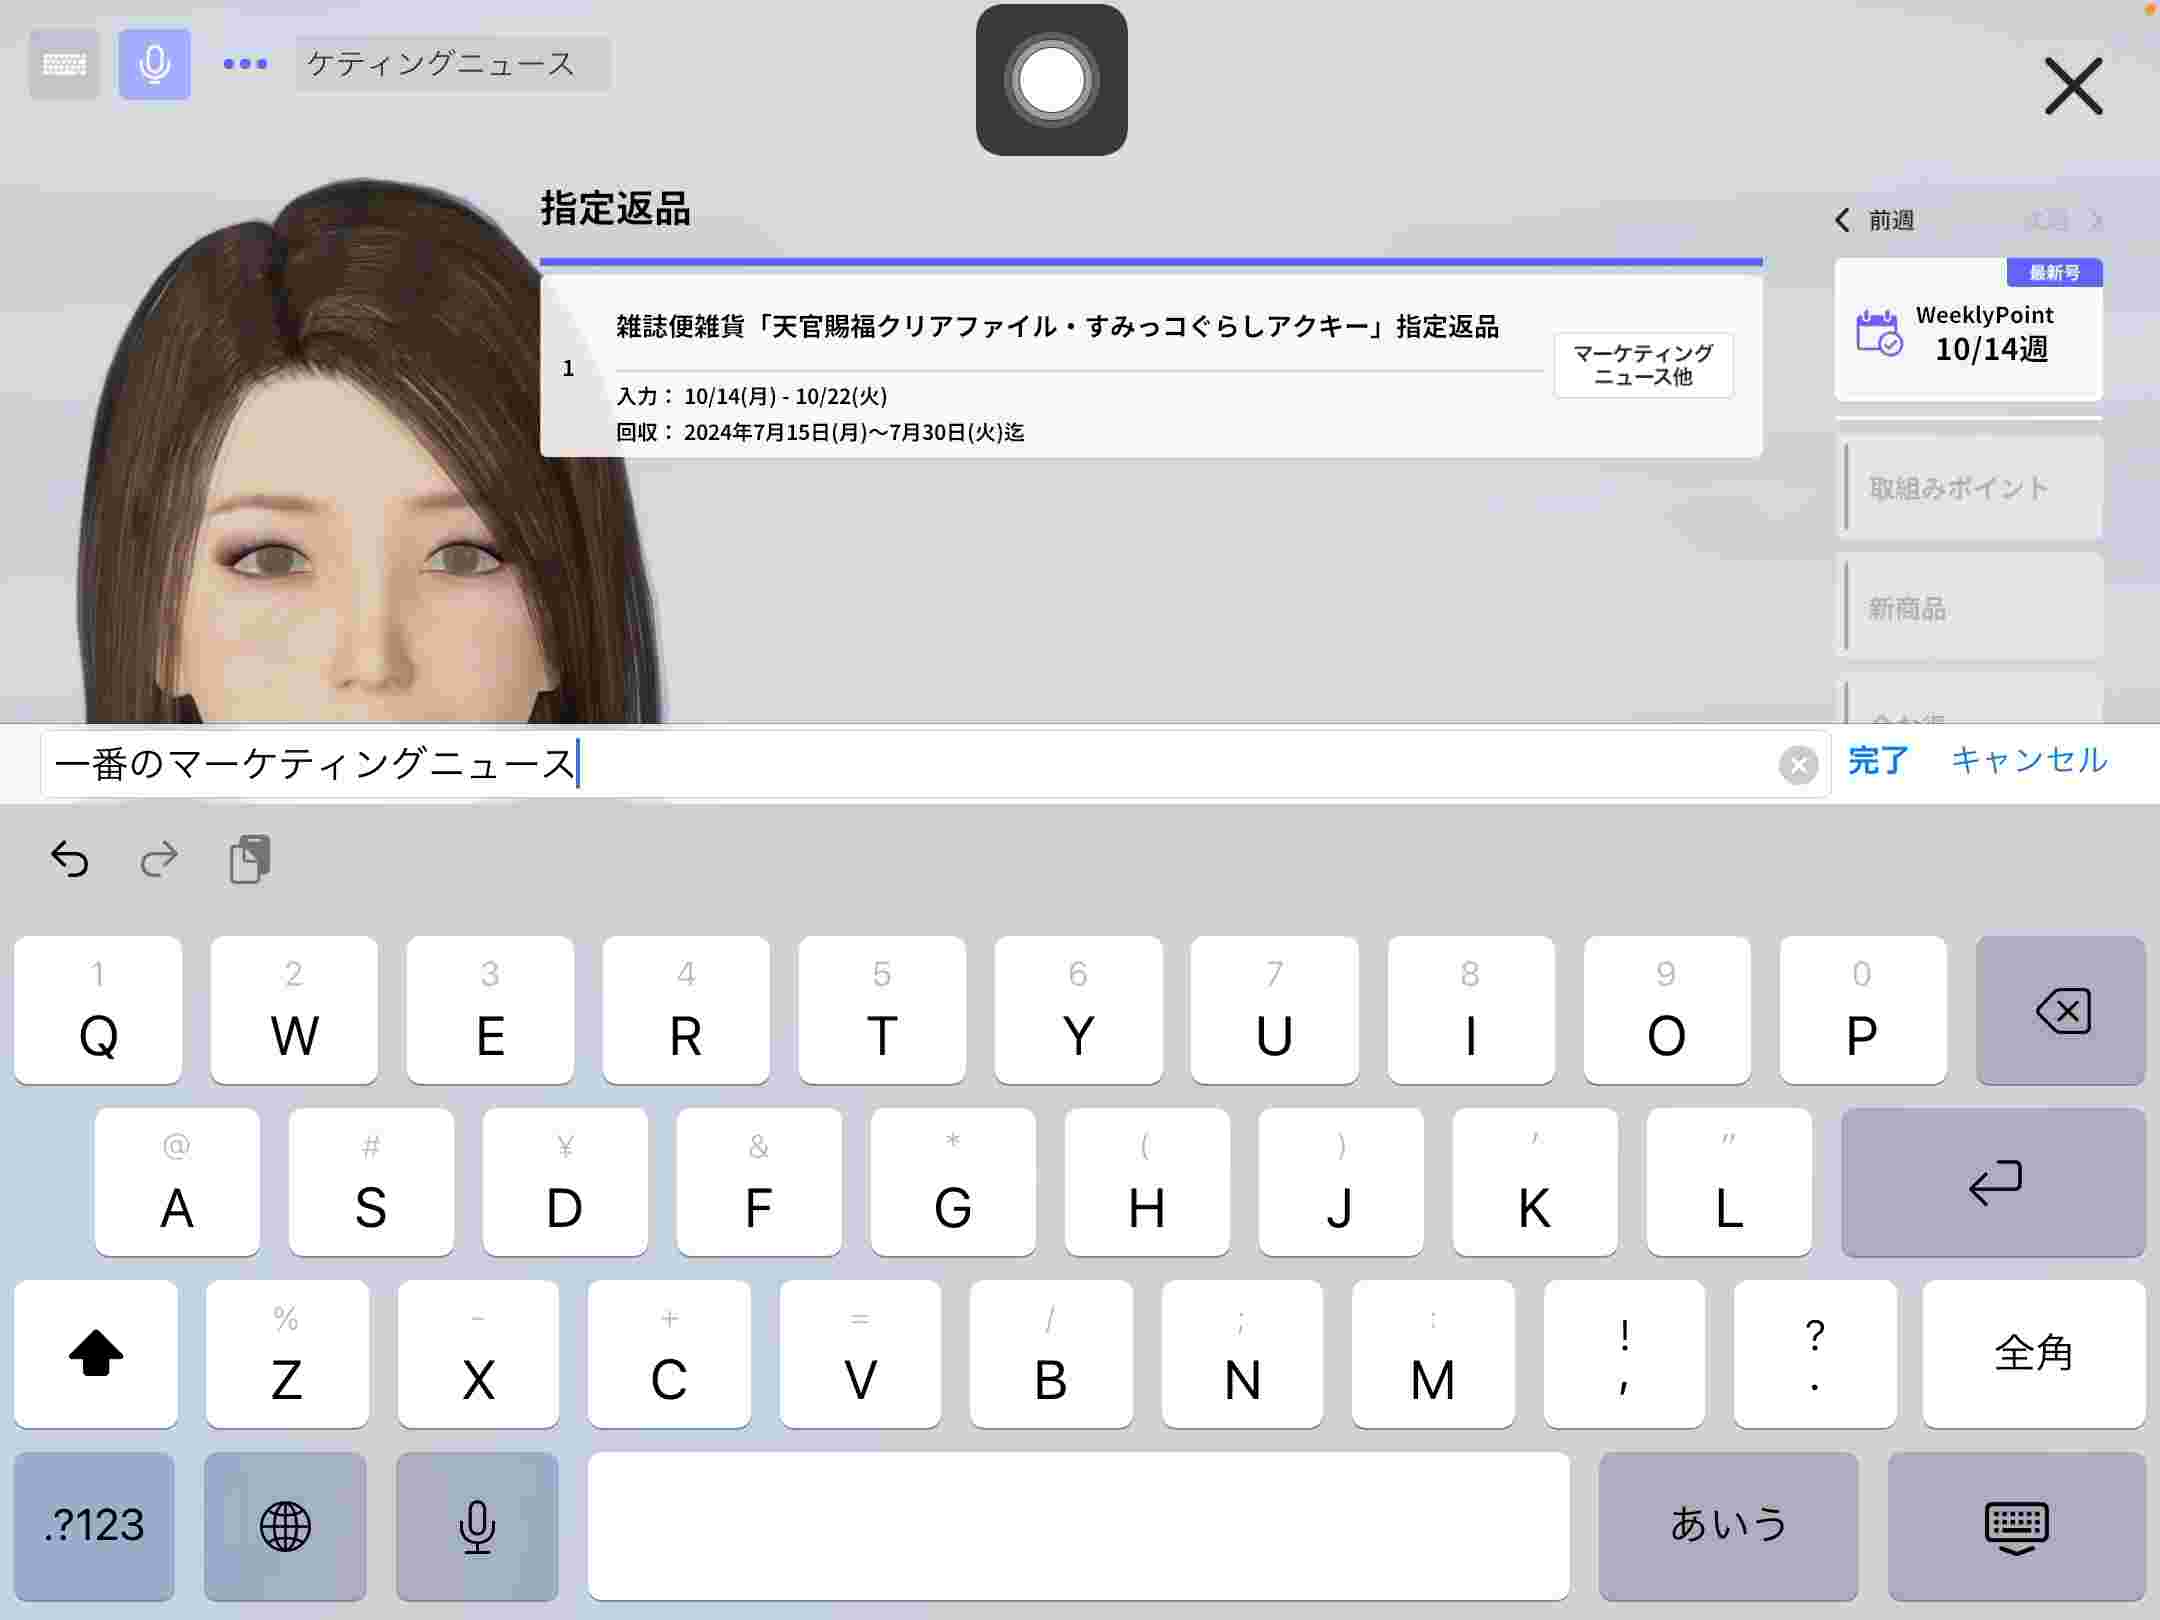 ケティングニュース
指定返品
前週
次週
最新号
WeeklyPoint
10/14週
1
雑誌便雑貨「天官賜福クリアファイル・すみっコぐらしアクキー」指定返品
入力： 10/14(月) - 10/22(火)
回収： 2024年7月15日(月)～7月30日(火)迄
マーケティング
ニュース他
取組みポイント
新商品
一番のマーケティングニュース
完了 キャンセル
1 2 3 4 5 6 7 8 9 0
Q W E R T Y U I O P
@ # ¥ & * ( ) ' "
A S D F G H J K L
% - + = / ; : ! ?
Z X C V B N M , . 全角
.?123 あいう